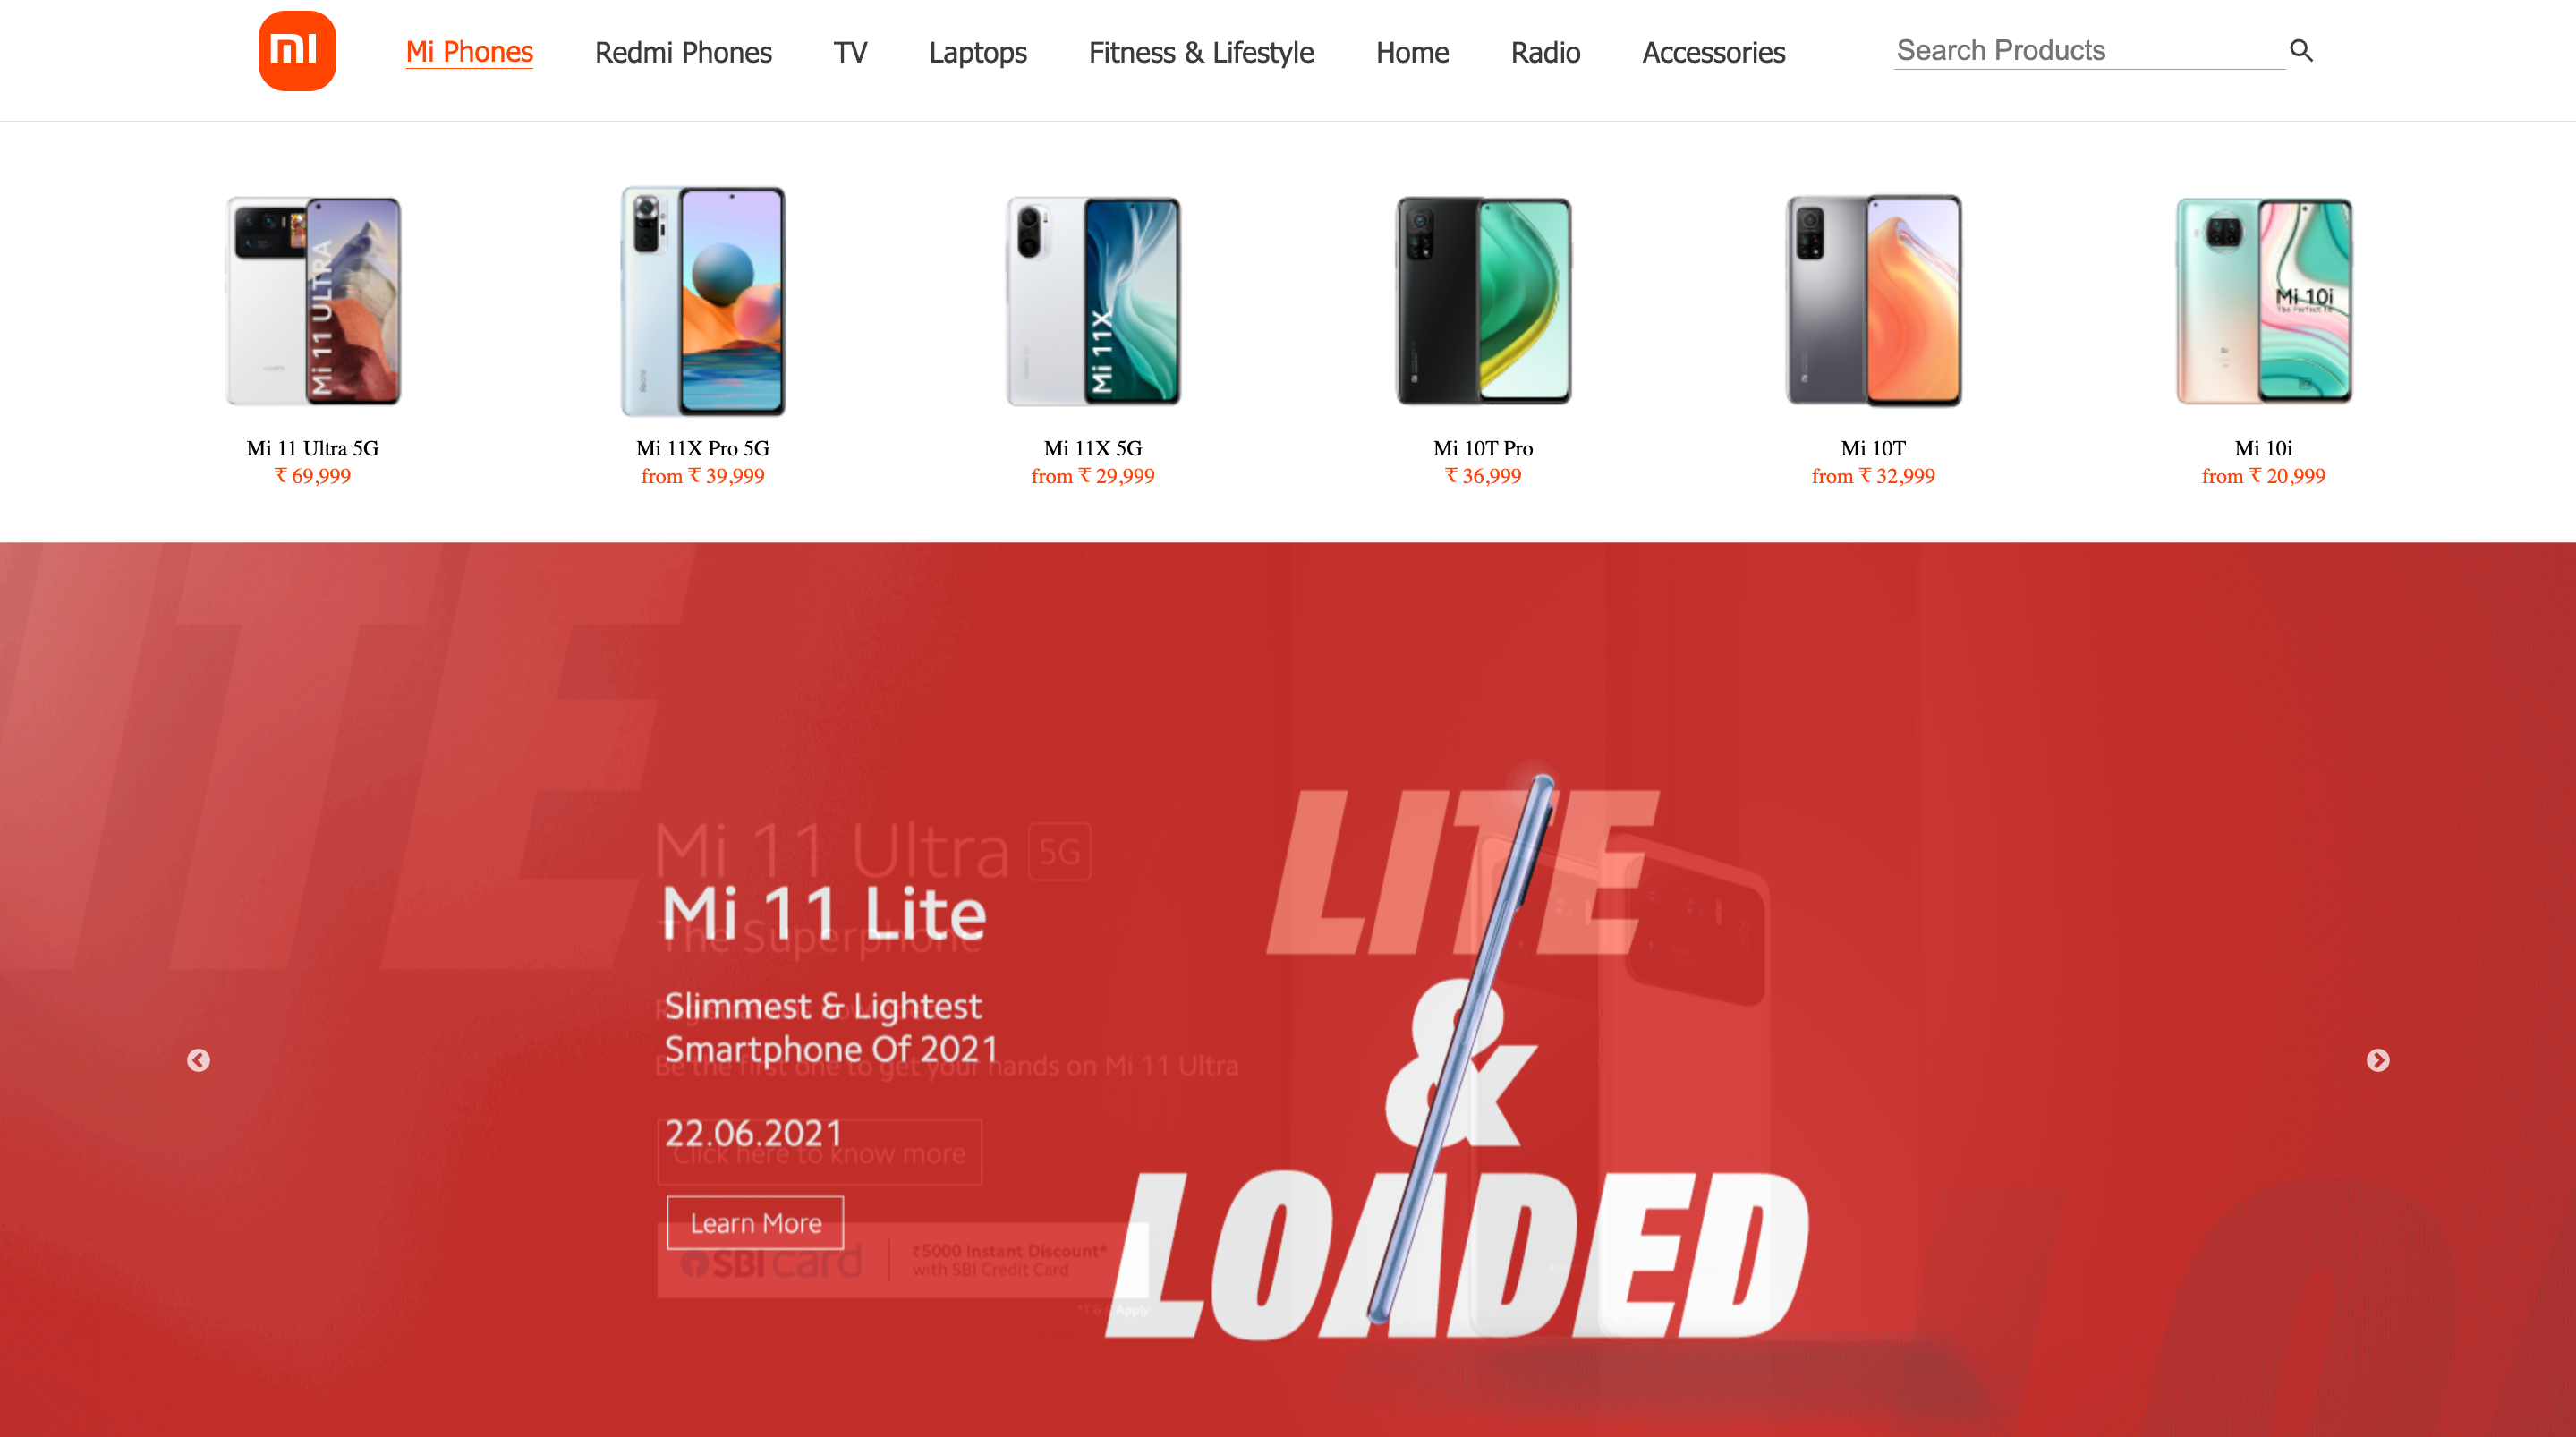 mi
Mi Phones
Redmi Phones
TV
Laptops
Fitness & Lifestyle
Home
Radio
Accessories
Search Products
Mi 11 ULTRA
Mi 11X
Mi 10i
Mi 11 Ultra 5G
₹ 69,999
Mi 11X Pro 5G
from ₹ 39,999
Mi 11X 5G
from ₹ 29,999
Mi 10T Pro
₹ 36,999
Mi 10T
from ₹ 32,999
Mi 10i
from ₹ 20,999
ITE
Mi 11 Ultra 5G
Mi 11 Lite
The Superphone
Slimmest & Lightest
Smartphone Of 2021
Be the first one to get your hands on Mi 11 Ultra
22.06.2021
Click here to know more
Learn More
SBI card
₹5000 Instant Discount*
with SBI Credit Card
Apply
LITE
&
LOADED